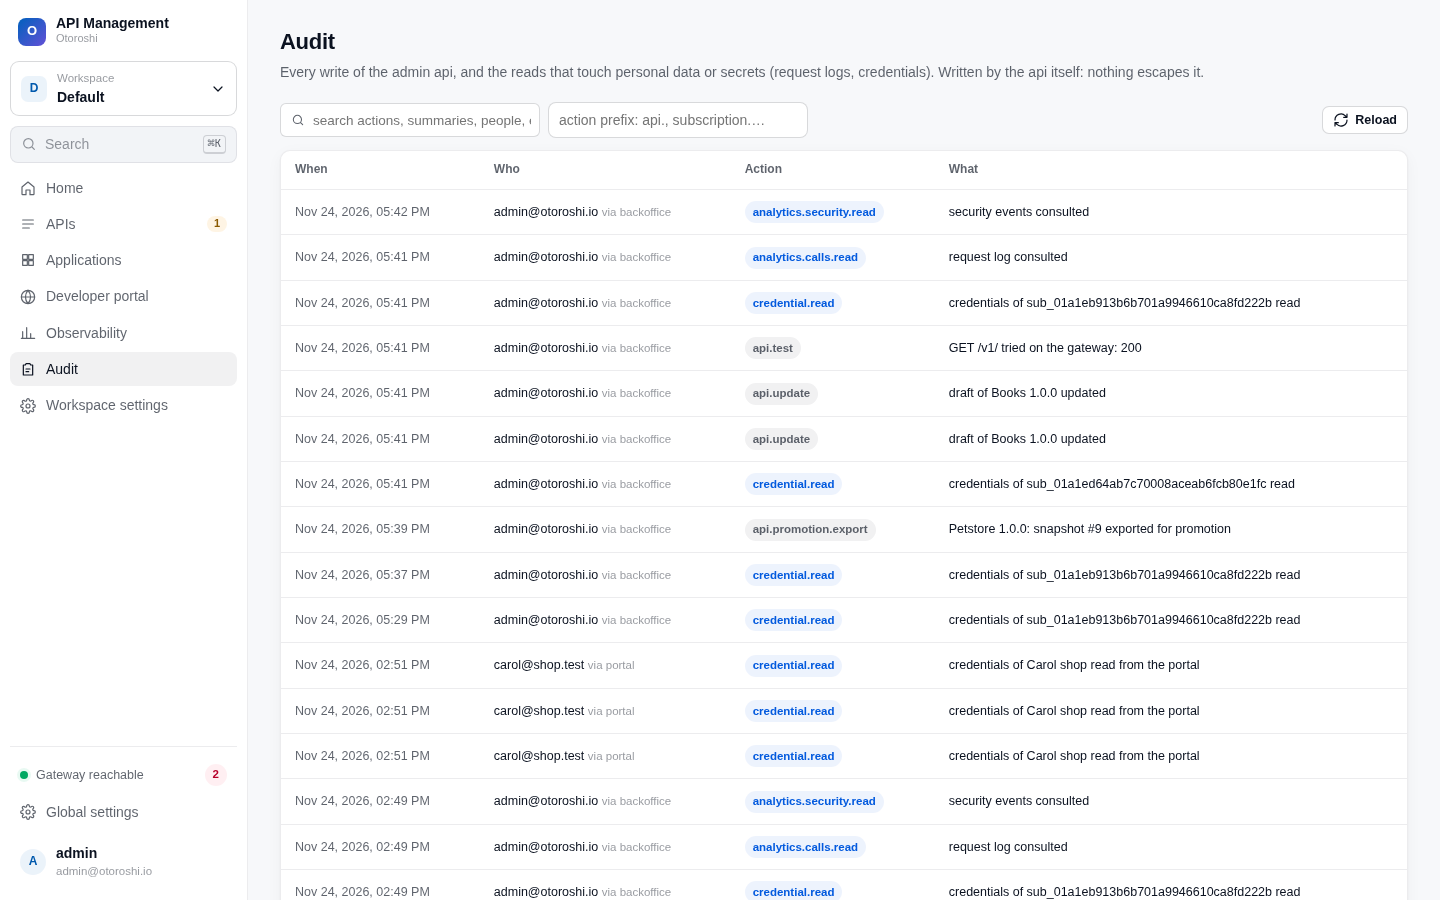 O
API Management
Otoroshi
D
Workspace
Default
Search
⌘K
Home
APIs
1
Applications
Developer portal
Observability
Audit
Workspace settings
Gateway reachable
2
Global settings
A
admin
admin@otoroshi.io
Audit
Every write of the admin api, and the reads that touch personal data or secrets (request logs, credentials). Written by the api itself: nothing escapes it.
search actions, summaries, people,
action prefix: api., subscription.…
Reload
When Who Action What
Nov 24, 2026, 05:42 PM admin@otoroshi.io via backoffice analytics.security.read security events consulted
Nov 24, 2026, 05:41 PM admin@otoroshi.io via backoffice analytics.calls.read request log consulted
Nov 24, 2026, 05:41 PM admin@otoroshi.io via backoffice credential.read credentials of sub_01a1eb913b6b701a9946610ca8fd222b read
Nov 24, 2026, 05:41 PM admin@otoroshi.io via backoffice api.test GET /v1/ tried on the gateway: 200
Nov 24, 2026, 05:41 PM admin@otoroshi.io via backoffice api.update draft of Books 1.0.0 updated
Nov 24, 2026, 05:41 PM admin@otoroshi.io via backoffice api.update draft of Books 1.0.0 updated
Nov 24, 2026, 05:41 PM admin@otoroshi.io via backoffice credential.read credentials of sub_01a1ed64ab7c70008aceab6fcb80e1fc read
Nov 24, 2026, 05:39 PM admin@otoroshi.io via backoffice api.promotion.export Petstore 1.0.0: snapshot #9 exported for promotion
Nov 24, 2026, 05:37 PM admin@otoroshi.io via backoffice credential.read credentials of sub_01a1eb913b6b701a9946610ca8fd222b read
Nov 24, 2026, 05:29 PM admin@otoroshi.io via backoffice credential.read credentials of sub_01a1eb913b6b701a9946610ca8fd222b read
Nov 24, 2026, 02:51 PM carol@shop.test via portal credential.read credentials of Carol shop read from the portal
Nov 24, 2026, 02:51 PM carol@shop.test via portal credential.read credentials of Carol shop read from the portal
Nov 24, 2026, 02:51 PM carol@shop.test via portal credential.read credentials of Carol shop read from the portal
Nov 24, 2026, 02:49 PM admin@otoroshi.io via backoffice analytics.security.read security events consulted
Nov 24, 2026, 02:49 PM admin@otoroshi.io via backoffice analytics.calls.read request log consulted
Nov 24, 2026, 02:49 PM admin@otoroshi.io via backoffice credential.read credentials of sub_01a1eb913b6b701a9946610ca8fd222b read